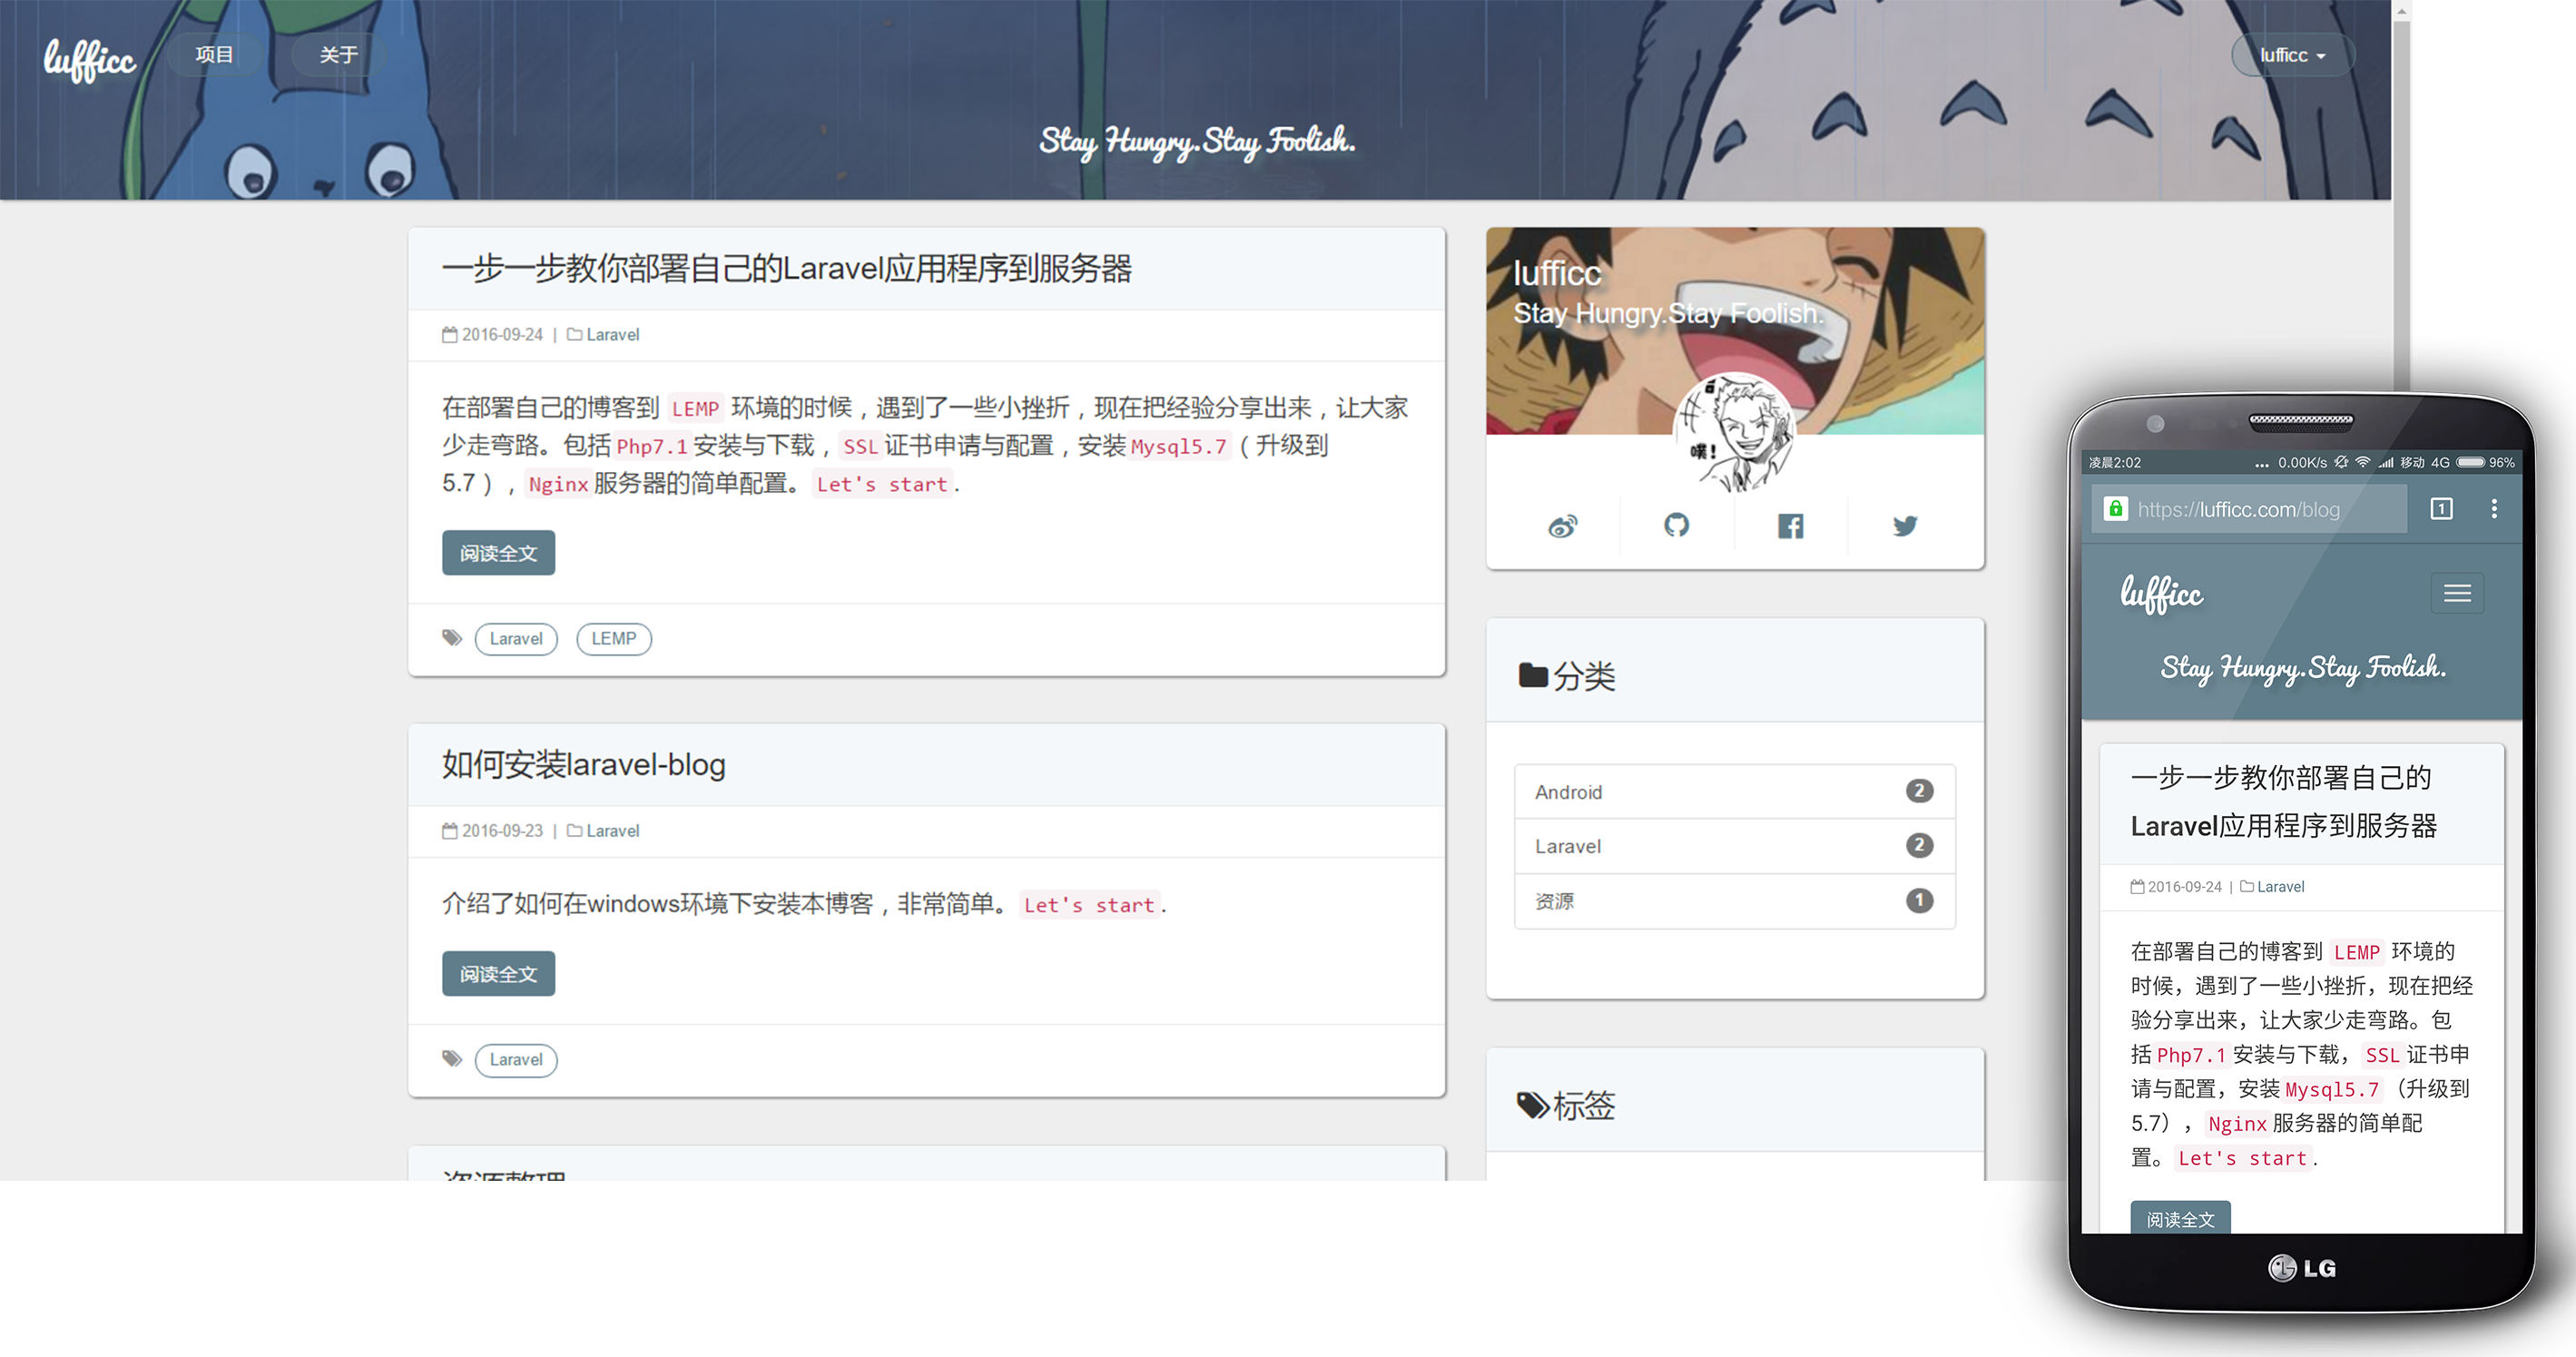 luffcc
项目
关于
lufficc
Stay Hungry.Stay Foolish.
一步一步教你部署自己的Laravel应用程序到服务器
2016-09-24 | Laravel
在部署自己的博客到 LEMP 环境的时候，遇到了一些小挫折，现在把经验分享出来，让大家
少走弯路。包括 Php7.1 安装与下载， SSL 证书申请与配置，安装 Mysql5.7（升级到
5.7），Nginx 服务器的简单配置。 Let's start.
阅读全文
Laravel
LEMP
如何安装laravel-blog
2016-09-23 | Laravel
介绍了如何在windows环境下安装本博客，非常简单。 Let's start.
阅读全文
Laravel
资源整理
lufficc
Stay Hungry.Stay Foolish.
噗!
分类
Android 2
Laravel 2
资源 1
标签
凌晨2:02
... 0.00K/s 移动 4G 96%
https://lufficc.com/blog
1
lufficc
Stay Hungry.Stay Foolish.
一步一步教你部署自己的
Laravel应用程序到服务器
2016-09-24 | Laravel
在部署自己的博客到 LEMP 环境的
时候，遇到了一些小挫折，现在把经
验分享出来，让大家少走弯路。包
括 Php7.1 安装与下载， SSL 证书申
请与配置，安装 Mysql5.7（升级到
5.7），Nginx 服务器的简单配
置。 Let's start.
阅读全文
LG